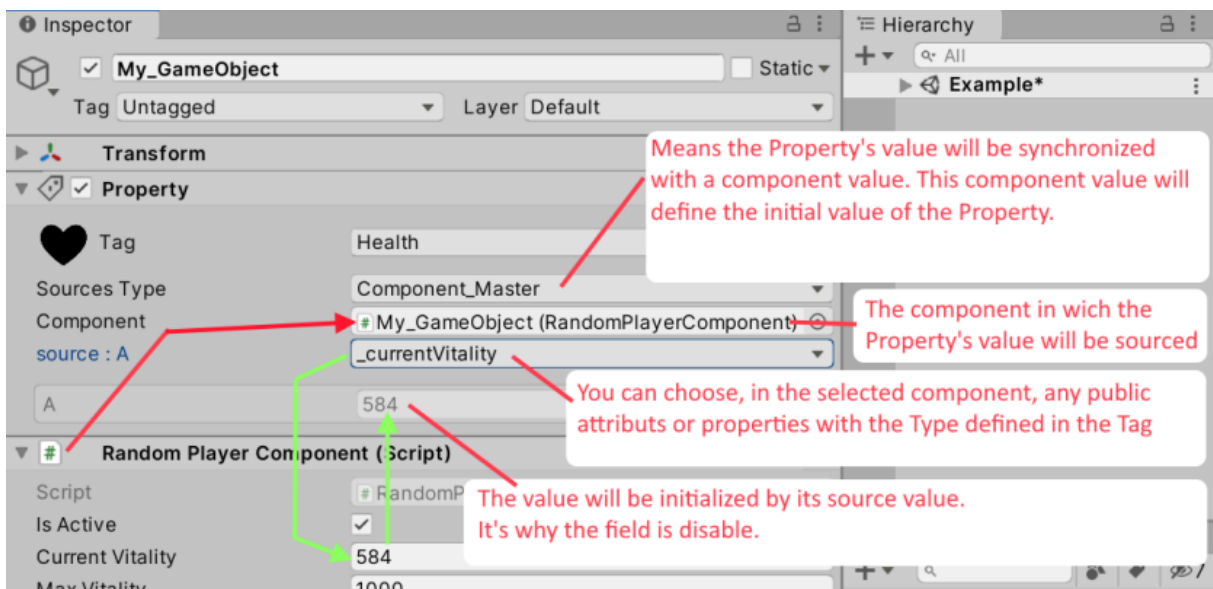 Inspector
Hierarchy
My_GameObject
Static
All
Tag Untagged Layer Default
Example*
Transform
Property
Means the Property's value will be synchronized
with a component value. This component value will
define the initial value of the Property.
Tag Health
Sources Type Component_Master
Component # My_GameObject (RandomPlayerComponent)
The component in wich the
Property's value will be sourced
source : A _currentVitality
You can choose, in the selected component, any public
attributs or properties with the Type defined in the Tag
A 584
# Random Player Component (Script)
Script #
The value will be initialized by its source value.
It's why the field is disable.
Is Active
Current Vitality 584
Max Vitality 1000
7